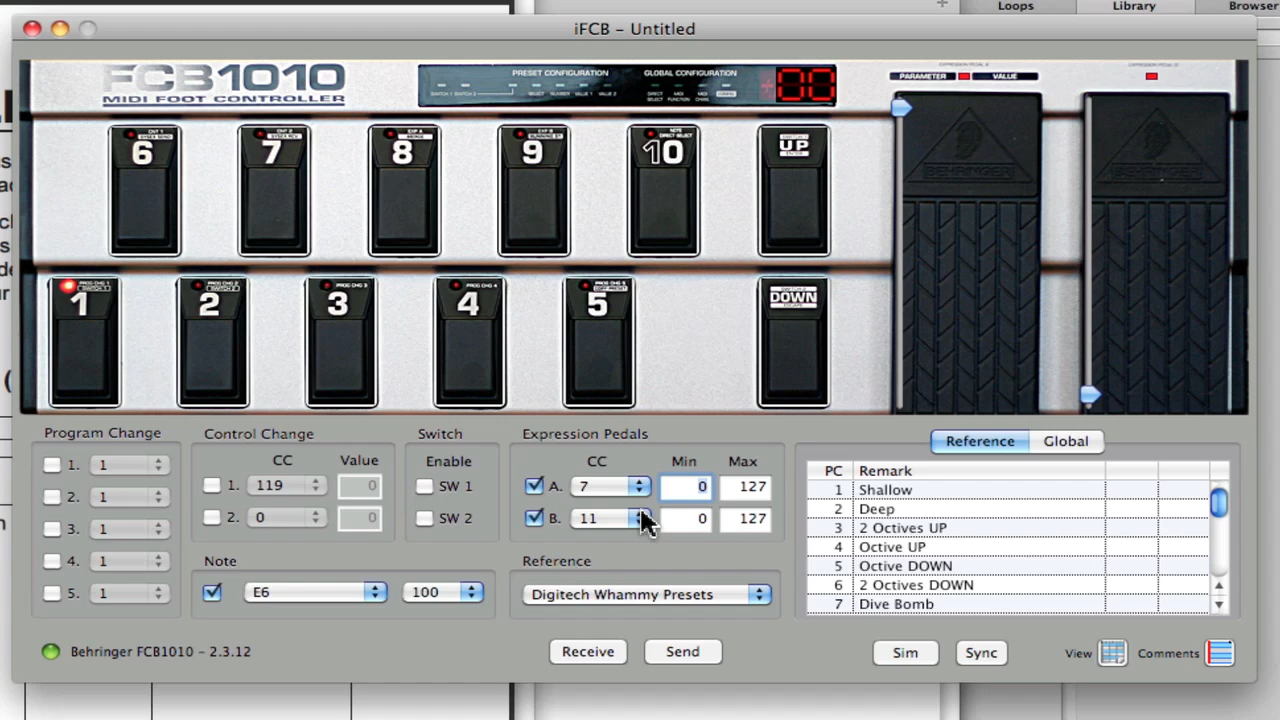 Loops Library Browser
iFCB – Untitled
FCB1010
MIDI FOOT CONTROLLER
PRESET CONFIGURATION GLOBAL CONFIGURATION
00
PARAMETER VALUE
6 7 8 9 10 UP
BEHRINGER BEHRINGER
1 2 3 4 5 DOWN
Program Change
1. 1
2. 1
3. 1
4. 1
5. 1
Control Change
CC Value
1. 119 0
2. 0 0
Switch
Enable
SW 1
SW 2
Expression Pedals
CC Min Max
A. 7 0 127
B. 11 0 127
Note
E6 100
Reference
Digitech Whammy Presets
Reference Global
PC Remark
1 Shallow
2 Deep
3 2 Octives UP
4 Octive UP
5 Octive DOWN
6 2 Octives DOWN
7 Dive Bomb
Behringer FCB1010 – 2.3.12
Receive Send Sim Sync View Comments